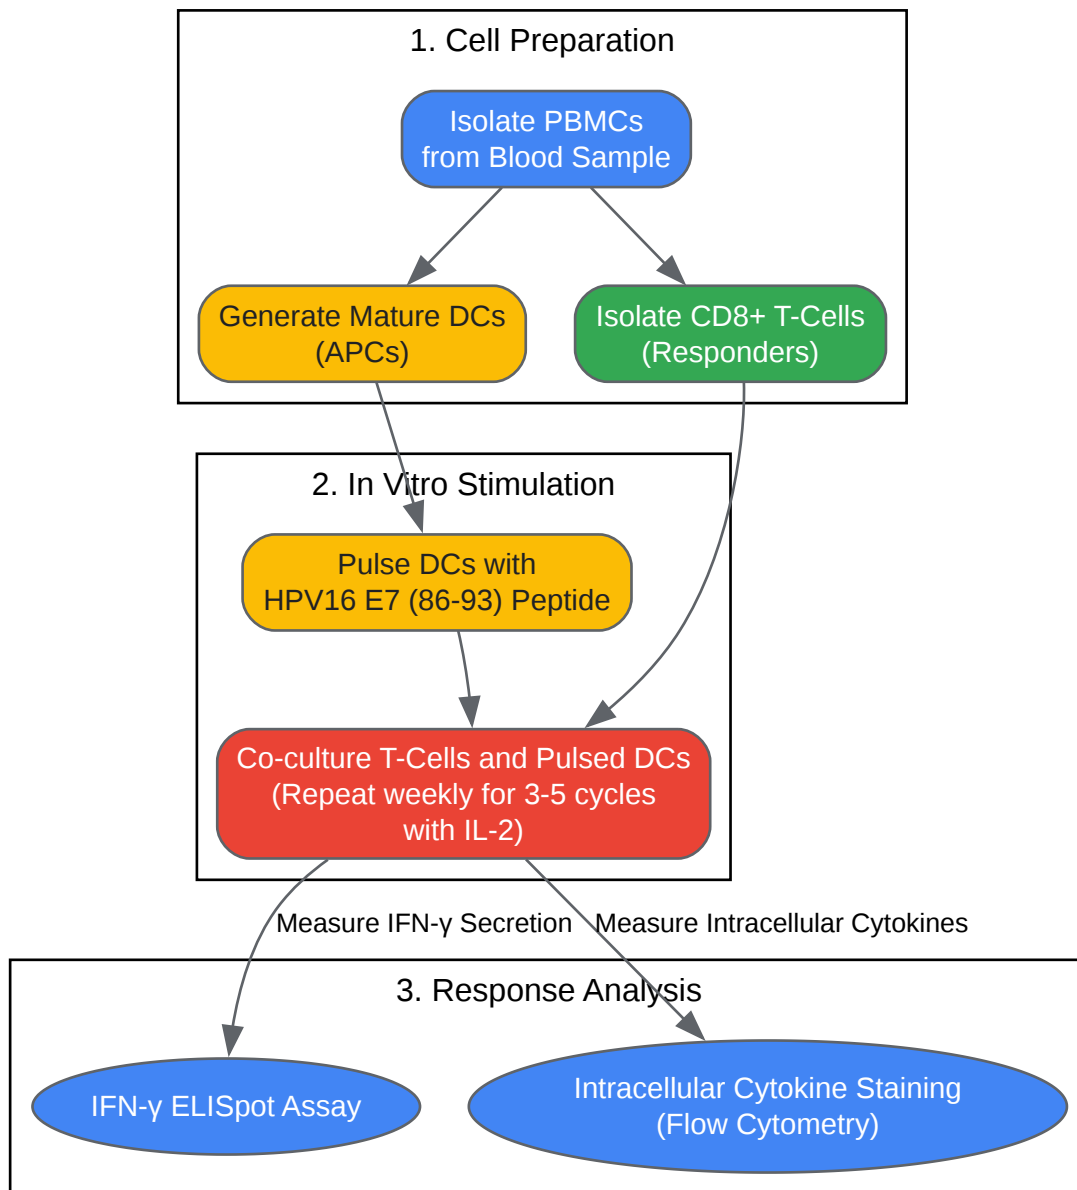 1. Cell Preparation
Isolate PBMCs
from Blood Sample
Generate Mature DCs
(APCs)
Isolate CD8+ T-Cells
(Responders)
2. In Vitro Stimulation
Pulse DCs with
HPV16 E7 (86-93) Peptide
Co-culture T-Cells and Pulsed DCs
(Repeat weekly for 3-5 cycles
with IL-2)
Measure IFN-γ Secretion
Measure Intracellular Cytokines
3. Response Analysis
IFN-γ ELISpot Assay
Intracellular Cytokine Staining
(Flow Cytometry)